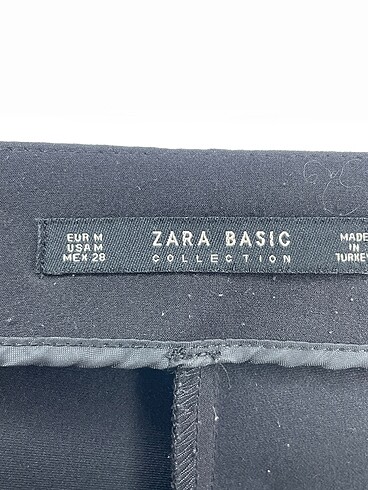 EUR M
USA M
MEX 28
ZARA BASIC
COLLECTION
MADE
IN
TURKEY